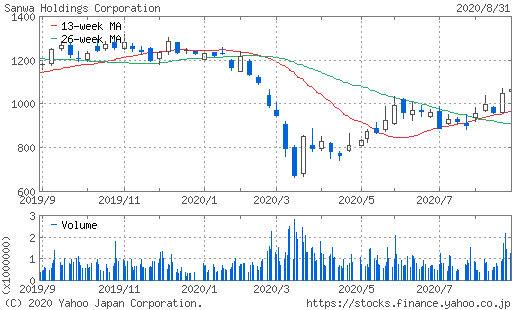 Sanwa Holdings Corporation 2020/8/31
1400
13-week MA
26-week MA
1200
1000
800
600
2019/9 2019/11 2020/1 2020/3 2020/5 2020/7
3
Volume
2
1
0
(x1000000)
2019/9 2019/11 2020/1 2020/3 2020/5 2020/7
(C) 2020 Yahoo Japan Corporation. https://stocks.finance.yahoo.co.jp/